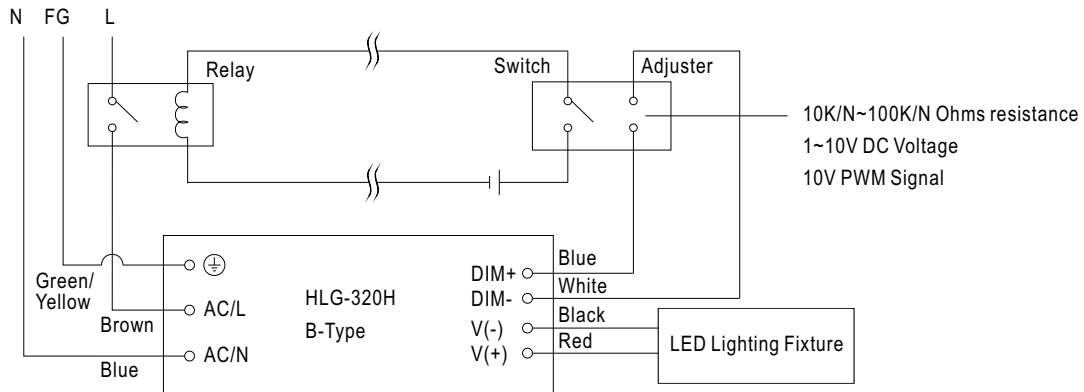 N FG L
Relay
Switch
Adjuster
10K/N~100K/N Ohms resistance
1~10V DC Voltage
10V PWM Signal
Green/
Yellow
Brown
Blue
AC/L
AC/N
HLG-320H
B-Type
DIM+
DIM-
V(-)
V(+)
Blue
White
Black
Red
LED Lighting Fixture